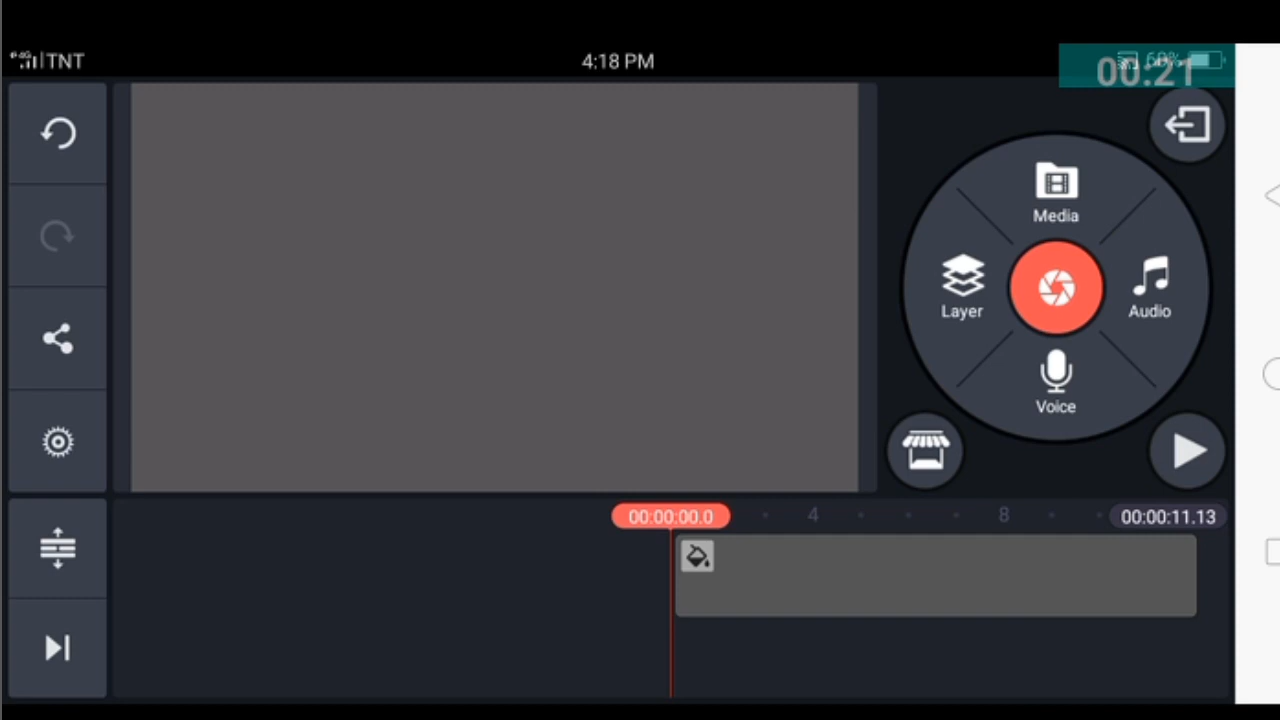 TNT
4:18 PM
00:21
Media
Layer
Audio
Voice
00:00:00.0
4
8
00:00:11.13